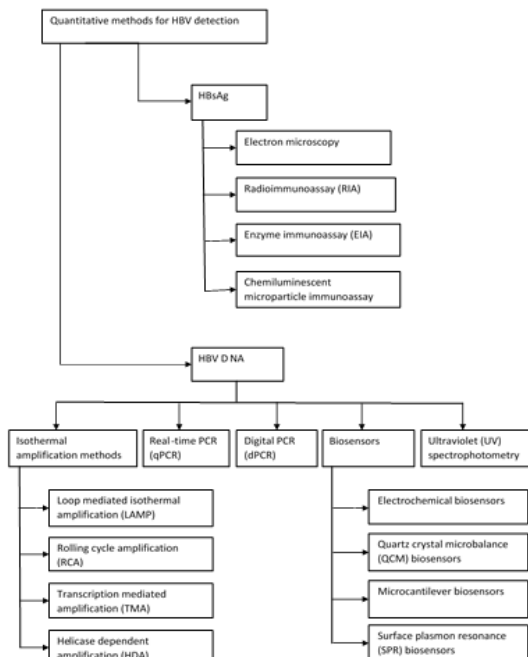 Quantitative methods for HBV detection
HBsAg
Electron microscopy
Radioimmunoassay (RIA)
Enzyme immunoassay (EIA)
Chemiluminescent
microparticle immunoassay
HBV D NA
Isothermal
amplification methods
Real-time PCR
(qPCR)
Digital PCR
(dPCR)
Biosensors
Ultraviolet (UV)
spectrophotometry
Loop mediated isothermal
amplification (LAMP)
Rolling cycle amplification
(RCA)
Transcription mediated
amplification (TMA)
Helicase dependent
amplification (HDA)
Electrochemical biosensors
Quartz crystal microbalance
(QCM) biosensors
Microcantilever biosensors
Surface plasmon resonance
(SPR) biosensors